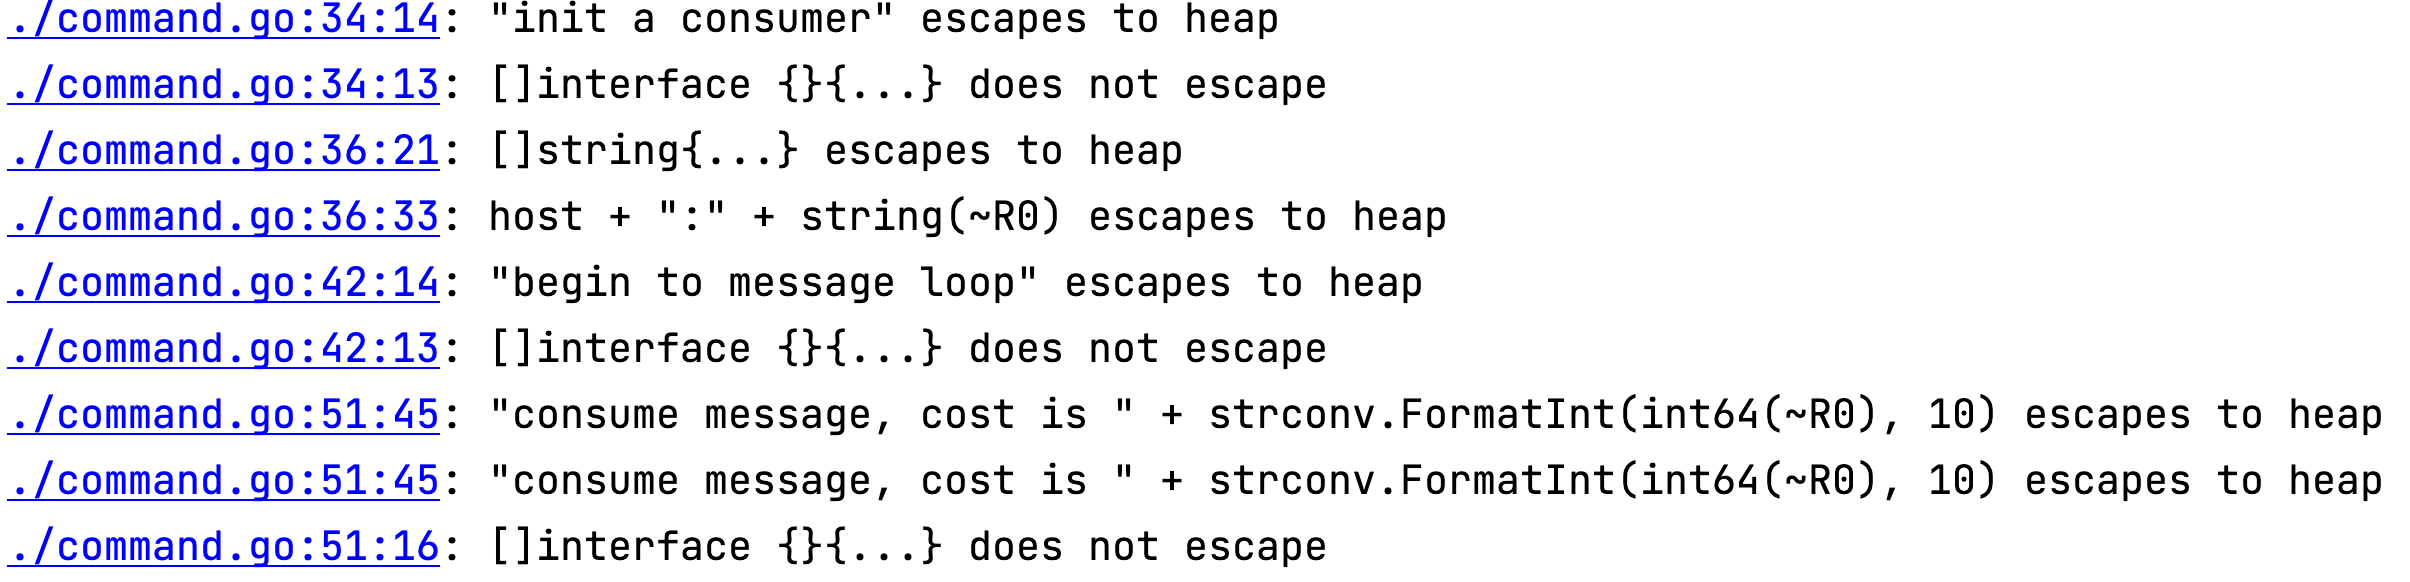 ./command.go:34:14: "init a consumer" escapes to heap
./command.go:34:13: []interface {}{...} does not escape
./command.go:36:21: []string{...} escapes to heap
./command.go:36:33: host + ":" + string(~R0) escapes to heap
./command.go:42:14: "begin to message loop" escapes to heap
./command.go:42:13: []interface {}{...} does not escape
./command.go:51:45: "consume message, cost is " + strconv.FormatInt(int64(~R0), 10) escapes to heap
./command.go:51:45: "consume message, cost is " + strconv.FormatInt(int64(~R0), 10) escapes to heap
./command.go:51:16: []interface {}{...} does not escape